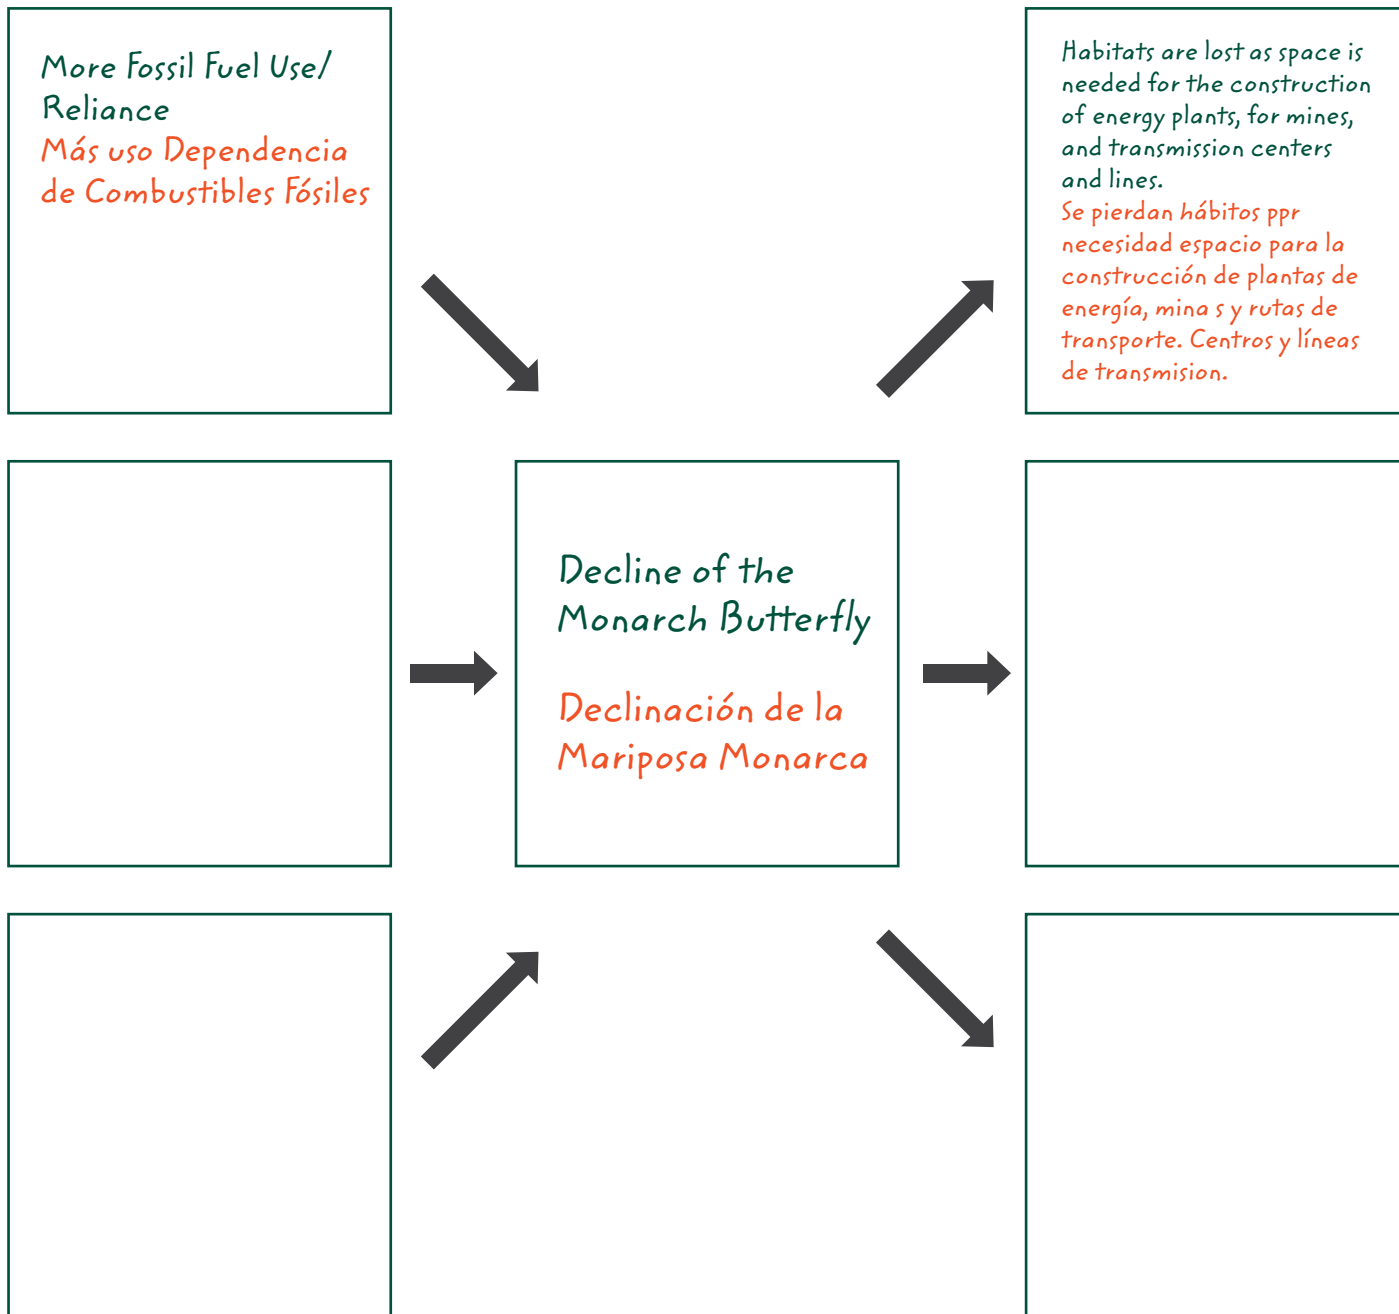 More Fossil Fuel Use/
Reliance
Más uso Dependencia
de Combustibles Fósiles
Habitats are lost as space is
needed for the construction
of energy plants, for mines,
and transmission centers
and lines.
Se pierdan hábitos ppr
necesidad espacio para la
construcción de plantas de
energía, mina s y rutas de
transporte. Centros y líneas
de transmision.
Decline of the
Monarch Butterfly
Declinación de la
Mariposa Monarca